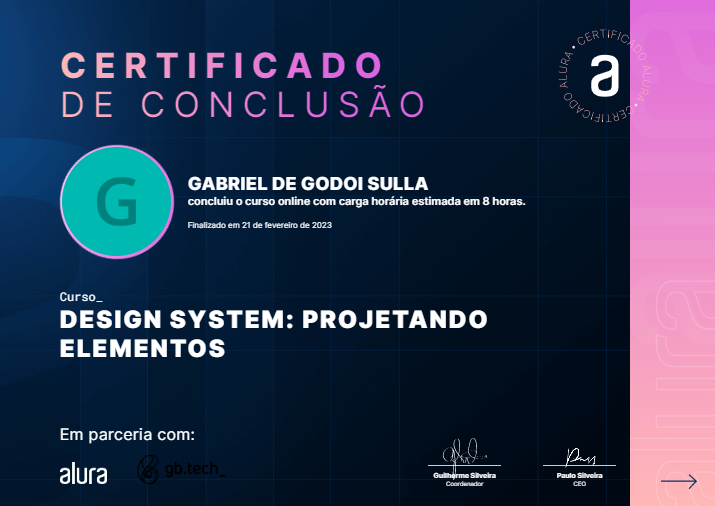 CERTIFICADO
DE CONCLUSÃO
CERTIFICADO ALURA • CERTIFICADO ALURA •
a
G
GABRIEL DE GODOI SULLA
concluiu o curso online com carga horária estimada em 8 horas.
Finalizado em 21 de fevereiro de 2023
Curso_
DESIGN SYSTEM: PROJETANDO
ELEMENTOS
Em parceria com:
alura
gb.tech_
Guilherme Silveira
Coordenador
Paulo Silveira
CEO
alura